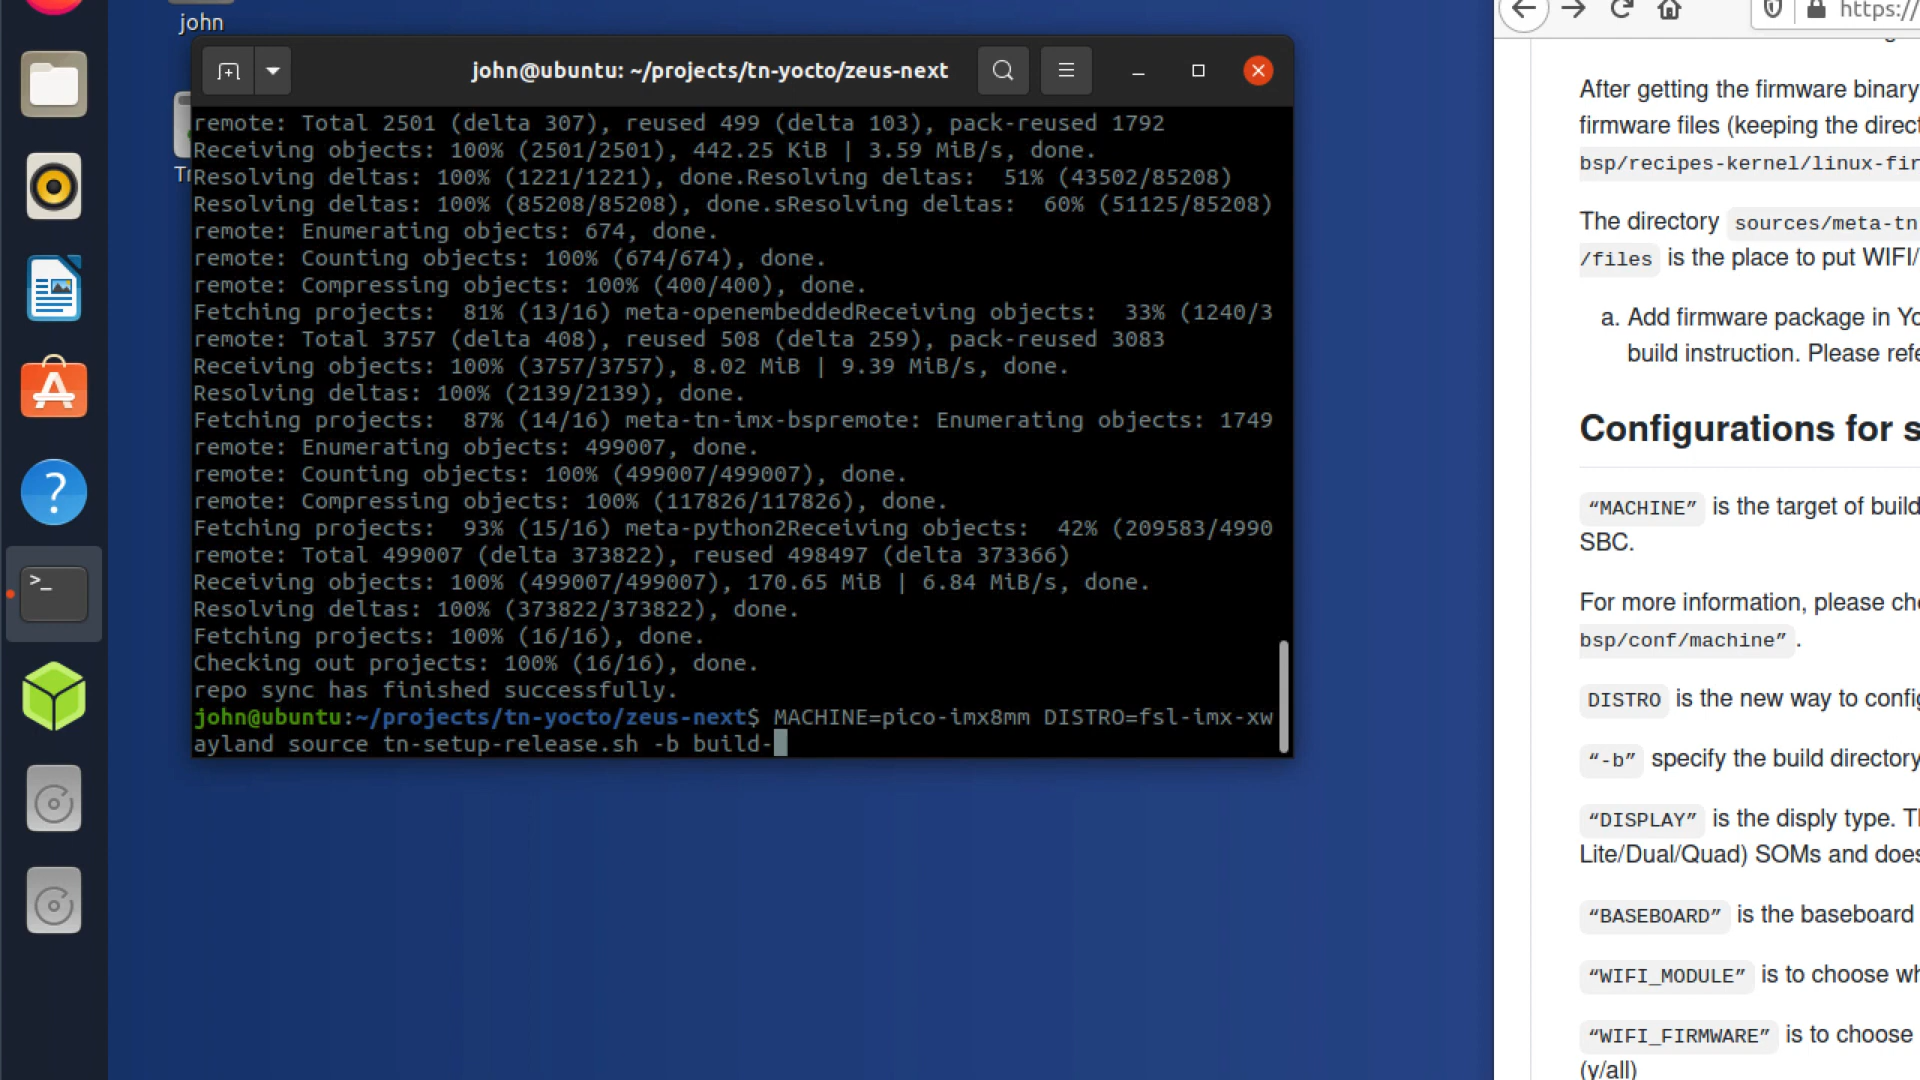 john
john@ubuntu: ~/projects/tn-yocto/zeus-next
remote: Total 2501 (delta 307), reused 499 (delta 103), pack-reused 1792
Receiving objects: 100% (2501/2501), 442.25 KiB | 3.59 MiB/s, done.
Resolving deltas: 100% (1221/1221), done.Resolving deltas:  51% (43502/85208)
Resolving deltas: 100% (85208/85208), done.sResolving deltas:  60% (51125/85208)
remote: Enumerating objects: 674, done.
remote: Counting objects: 100% (674/674), done.
remote: Compressing objects: 100% (400/400), done.
Fetching projects:  81% (13/16) meta-openembeddedReceiving objects:  33% (1240/3
remote: Total 3757 (delta 408), reused 508 (delta 259), pack-reused 3083
Receiving objects: 100% (3757/3757), 8.02 MiB | 9.39 MiB/s, done.
Resolving deltas: 100% (2139/2139), done.
Fetching projects:  87% (14/16) meta-tn-imx-bspremote: Enumerating objects: 1749
remote: Enumerating objects: 499007, done.
remote: Counting objects: 100% (499007/499007), done.
remote: Compressing objects: 100% (117826/117826), done.
Fetching projects:  93% (15/16) meta-python2Receiving objects:  42% (209583/4990
remote: Total 499007 (delta 373822), reused 498497 (delta 373366)
Receiving objects: 100% (499007/499007), 170.65 MiB | 6.84 MiB/s, done.
Resolving deltas: 100% (373822/373822), done.
Fetching projects: 100% (16/16), done.
Checking out projects: 100% (16/16), done.
repo sync has finished successfully.
john@ubuntu:~/projects/tn-yocto/zeus-next$ MACHINE=pico-imx8mm DISTRO=fsl-imx-xw
ayland source tn-setup-release.sh -b build-
https://
After getting the firmware binary
firmware files (keeping the direct
bsp/recipes-kernel/linux-fir
The directory sources/meta-tn
/files is the place to put WIFI/
a. Add firmware package in Yo
build instruction. Please refe
Configurations for s
“MACHINE” is the target of build
SBC.
For more information, please che
bsp/conf/machine”.
DISTRO is the new way to config
“-b” specify the build directory
“DISPLAY” is the disply type. Th
Lite/Dual/Quad) SOMs and does
“BASEBOARD” is the baseboard
“WIFI_MODULE” is to choose wh
“WIFI_FIRMWARE” is to choose
(y/all)